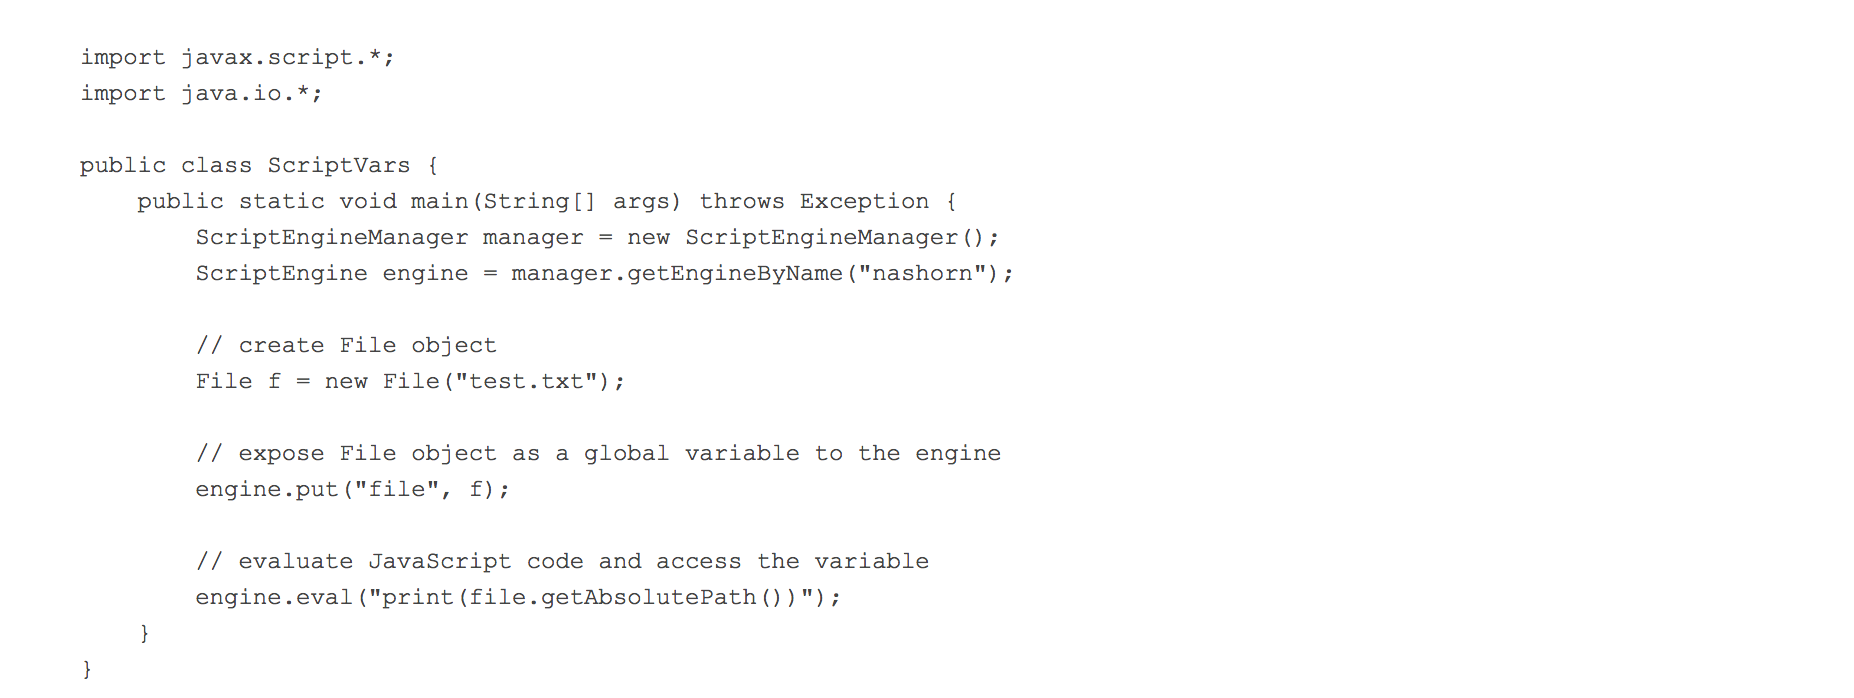 import javax.script.*;
import java.io.*;

public class ScriptVars {
    public static void main(String[] args) throws Exception {
        ScriptEngineManager manager = new ScriptEngineManager();
        ScriptEngine engine = manager.getEngineByName("nashorn");

        // create File object
        File f = new File("test.txt");

        // expose File object as a global variable to the engine
        engine.put("file", f);

        // evaluate JavaScript code and access the variable
        engine.eval("print(file.getAbsolutePath())");
    }
}